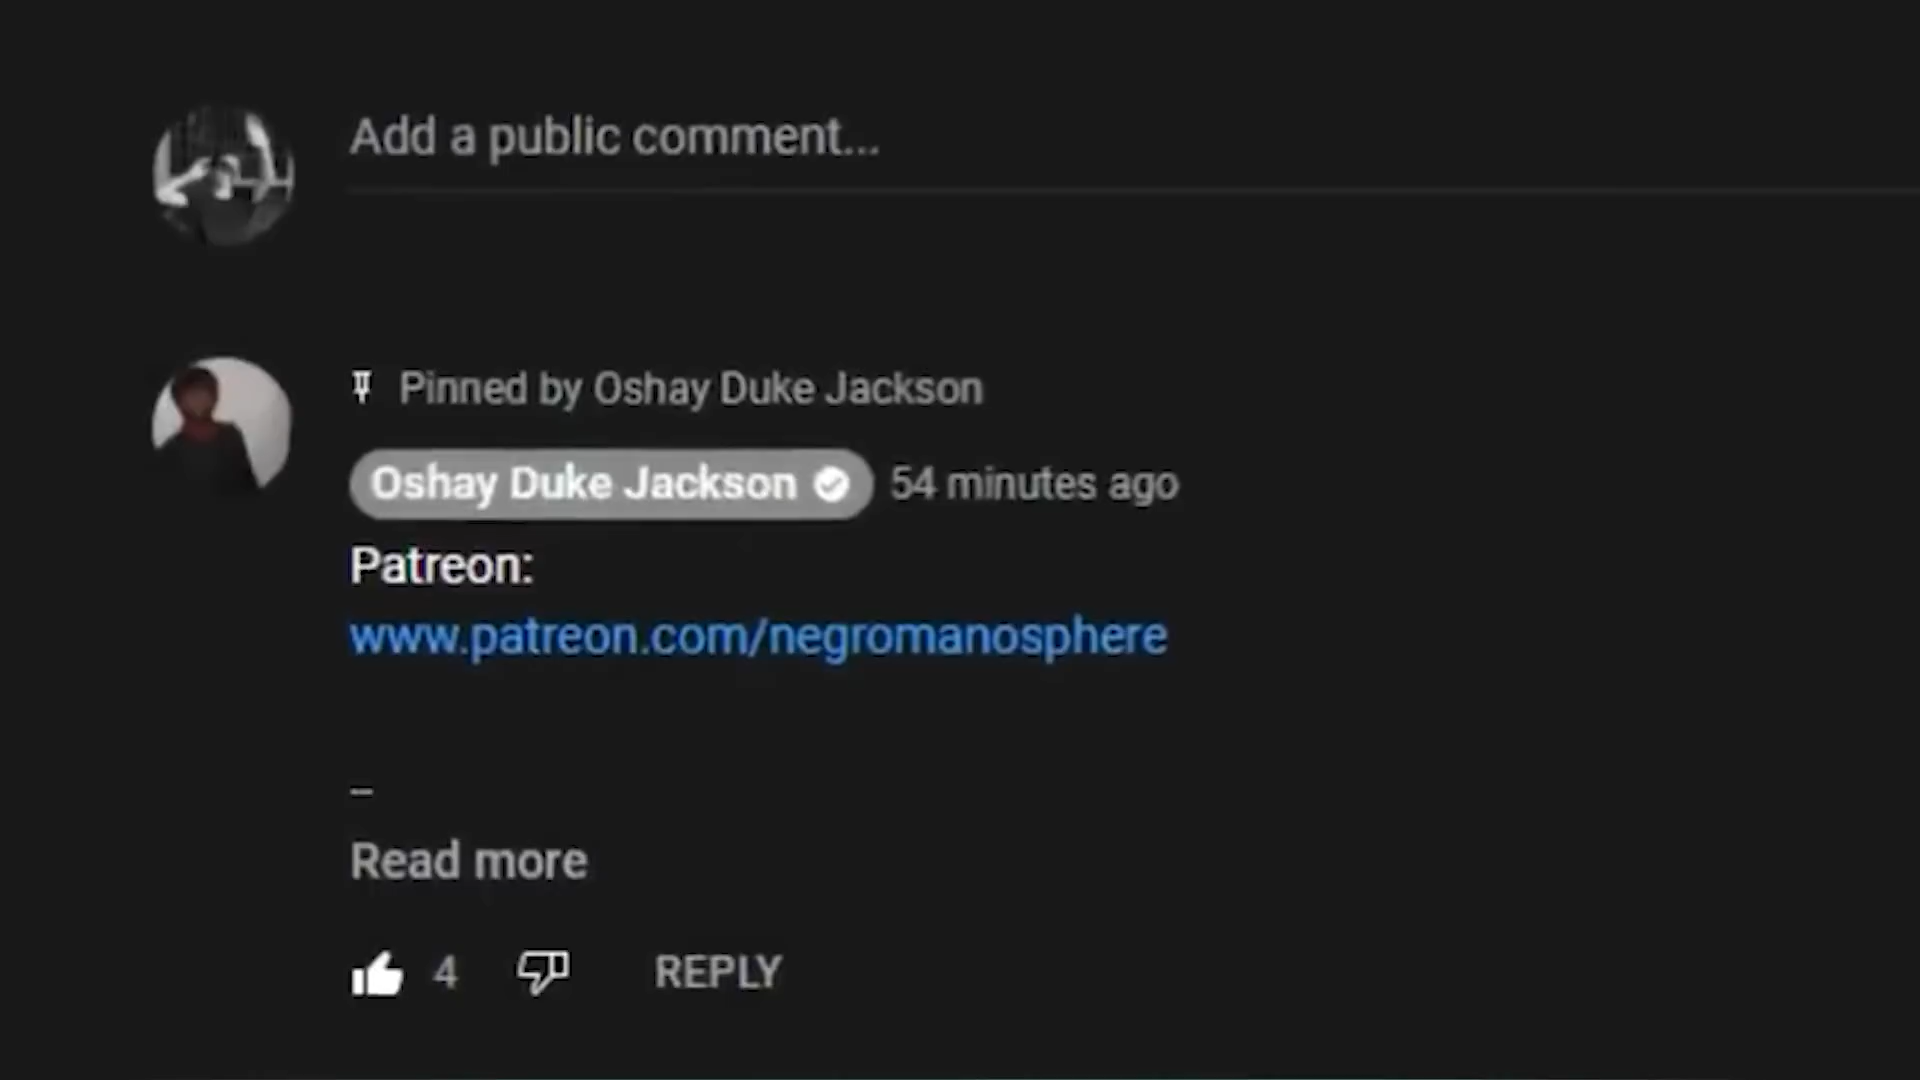 Add a public comment...
Pinned by Oshay Duke Jackson
Oshay Duke Jackson 54 minutes ago
Patreon:
www.patreon.com/negromanosphere
--
Read more
4 REPLY